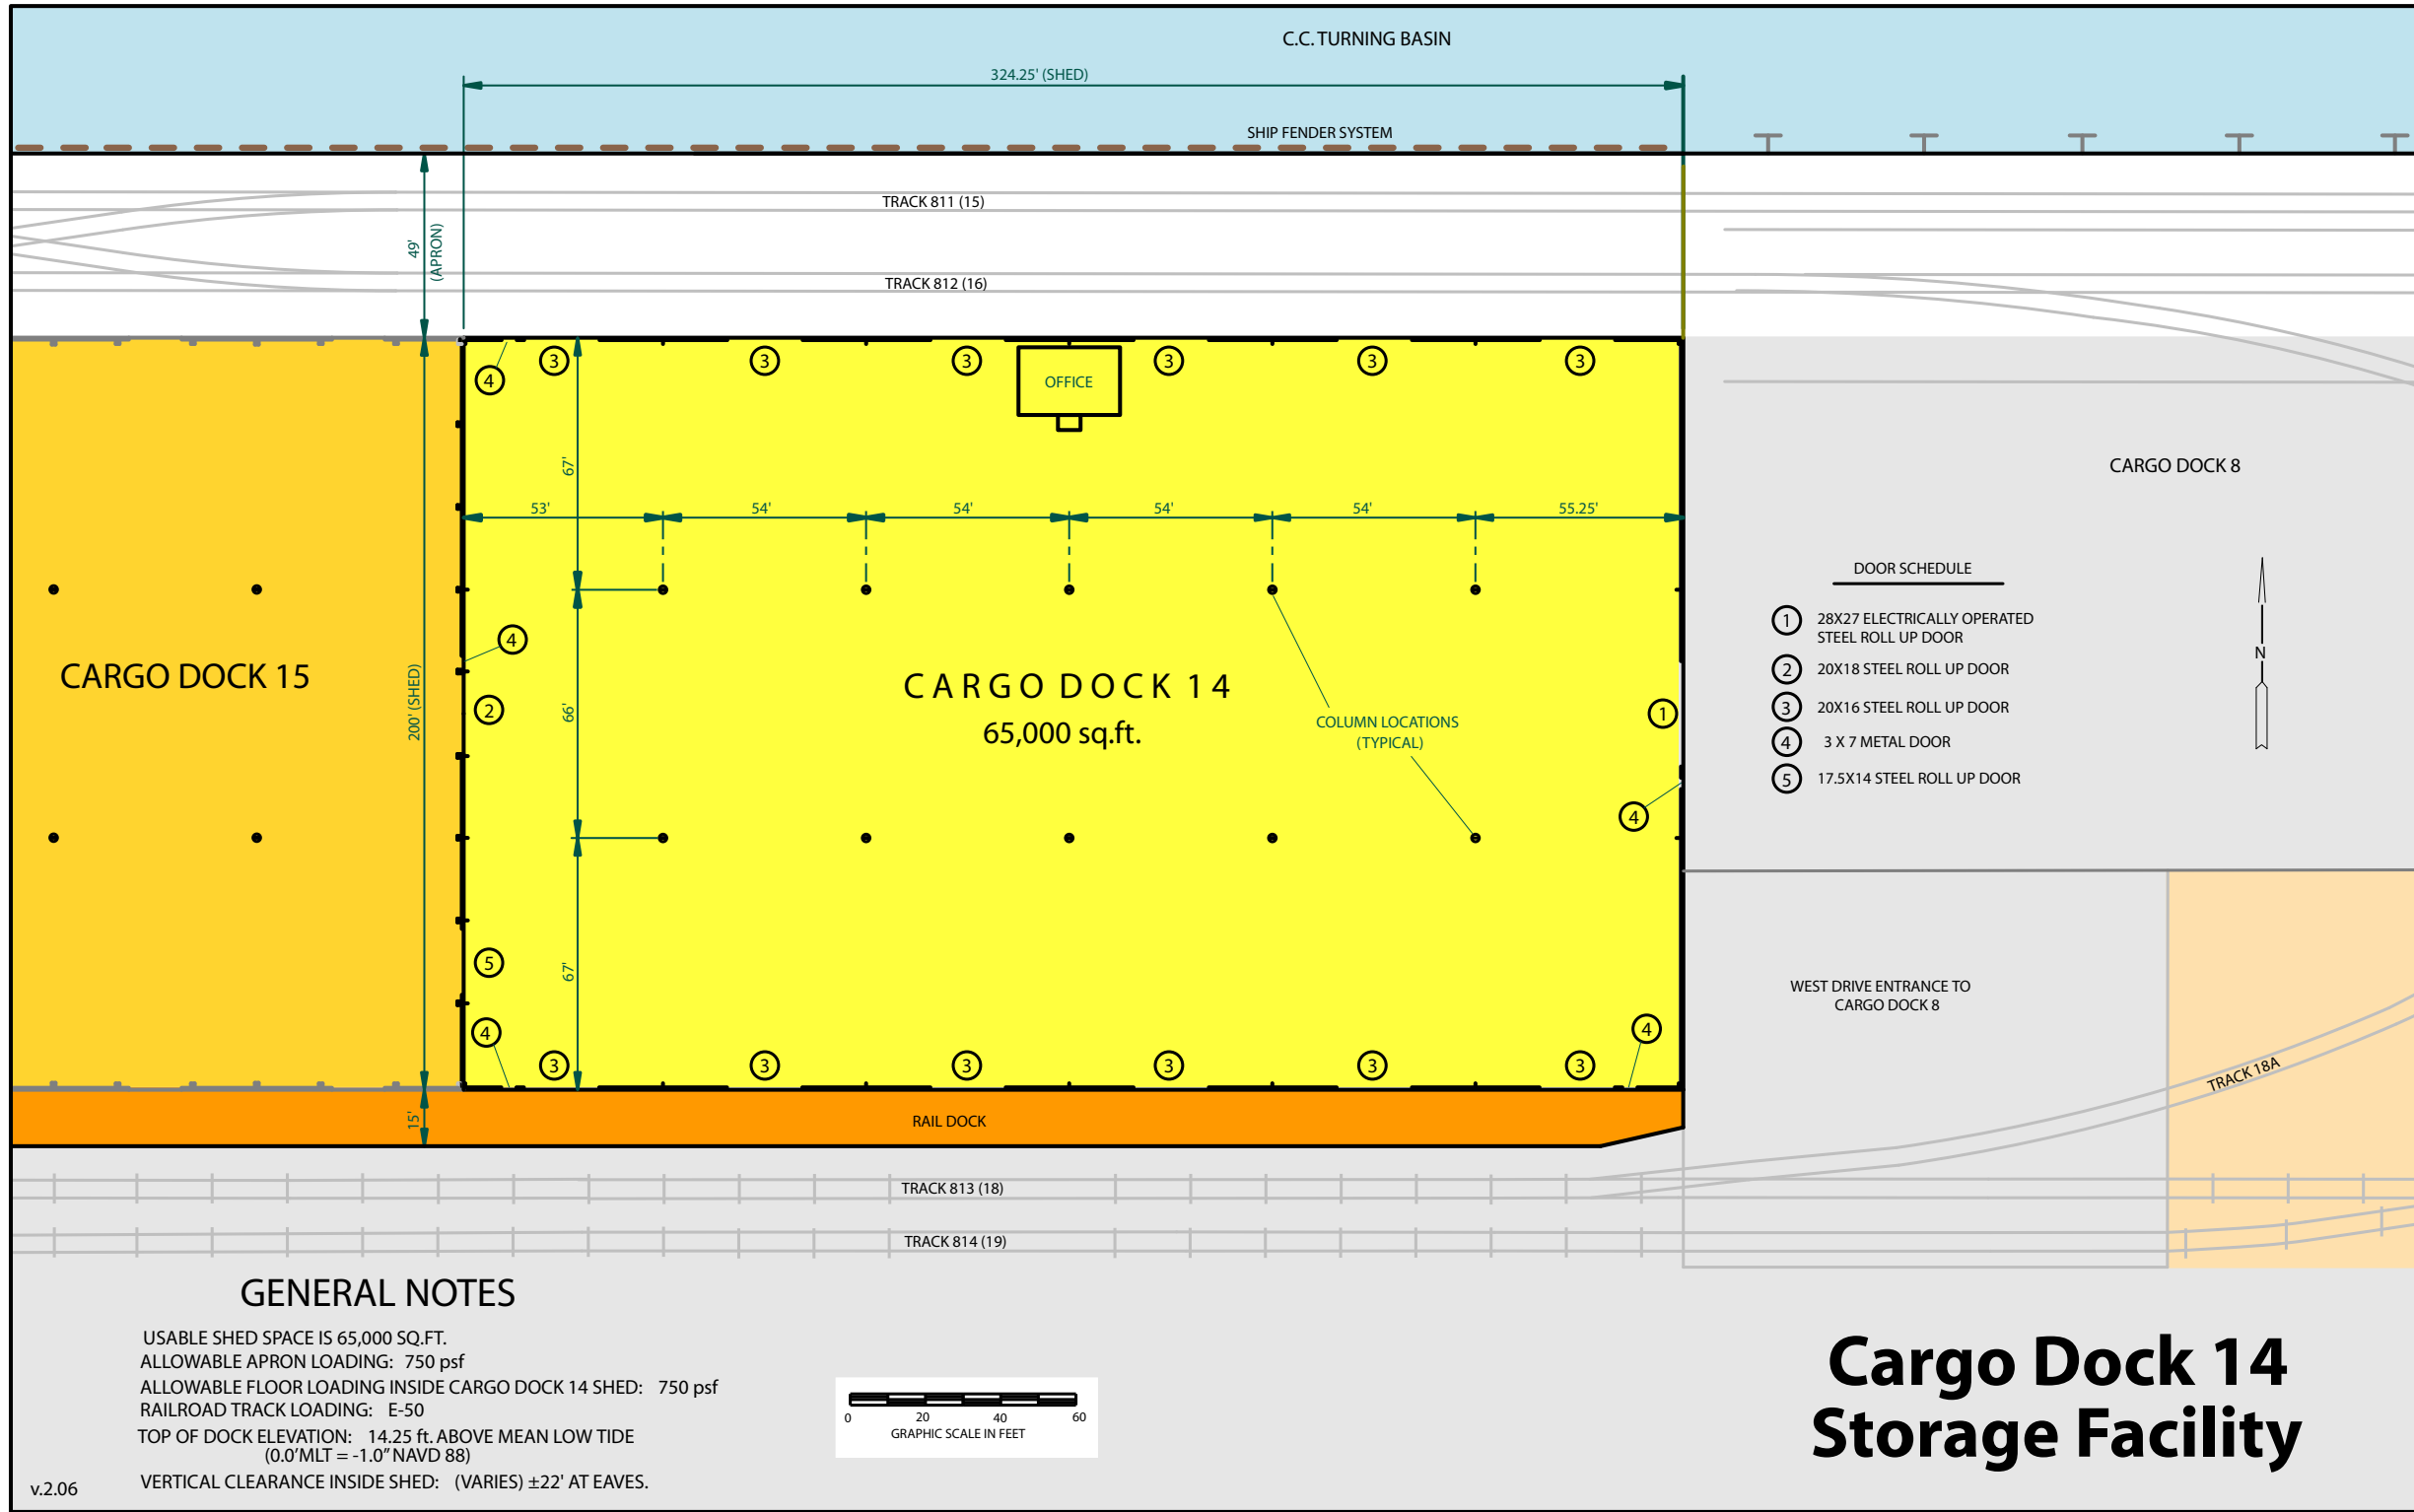 C.C. TURNING BASIN
324.25' (SHED)
SHIP FENDER SYSTEM
TRACK 811 (15)
49'
(APRON)
TRACK 812 (16)
3
3
3
3
3
3
4
OFFICE
67'
CARGO DOCK 8
53'
54'
54'
54'
54'
55.25'
DOOR SCHEDULE
1 28X27 ELECTRICALLY OPERATED
STEEL ROLL UP DOOR
2 20X18 STEEL ROLL UP DOOR
3 20X16 STEEL ROLL UP DOOR
4 3 X 7 METAL DOOR
5 17.5X14 STEEL ROLL UP DOOR
N
4
CARGO DOCK 15
200' (SHED)
2
66'
CARGO DOCK 14
65,000 sq.ft.
COLUMN LOCATIONS
(TYPICAL)
1
4
5
67'
WEST DRIVE ENTRANCE TO
CARGO DOCK 8
4
4
3
3
3
3
3
3
TRACK 18A
15'
RAIL DOCK
TRACK 813 (18)
TRACK 814 (19)
GENERAL NOTES
USABLE SHED SPACE IS 65,000 SQ.FT.
ALLOWABLE APRON LOADING: 750 psf
ALLOWABLE FLOOR LOADING INSIDE CARGO DOCK 14 SHED: 750 psf
RAILROAD TRACK LOADING: E-50
TOP OF DOCK ELEVATION: 14.25 ft. ABOVE MEAN LOW TIDE
(0.0'MLT = -1.0" NAVD 88)
VERTICAL CLEARANCE INSIDE SHED: (VARIES) ±22' AT EAVES.
v.2.06
0 20 40 60
GRAPHIC SCALE IN FEET
Cargo Dock 14
Storage Facility